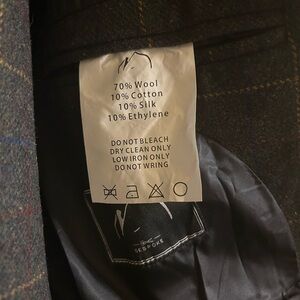 70% Wool
10% Cotton
10% Silk
10% Ethylene
DO NOT BLEACH
DRY CLEAN ONLY
LOW IRON ONLY
DO NOT WRING
BESPOKE